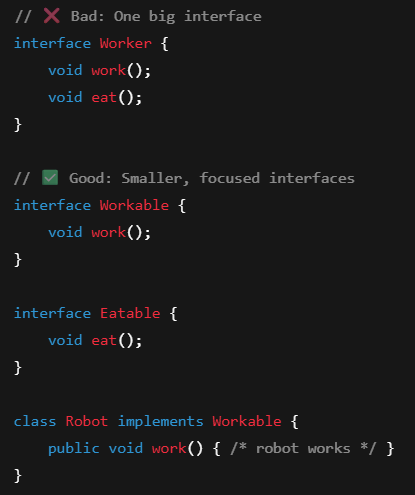 // ❌ Bad: One big interface
interface Worker {
    void work();
    void eat();
}

// ✅ Good: Smaller, focused interfaces
interface Workable {
    void work();
}

interface Eatable {
    void eat();
}

class Robot implements Workable {
    public void work() { /* robot works */ }
}